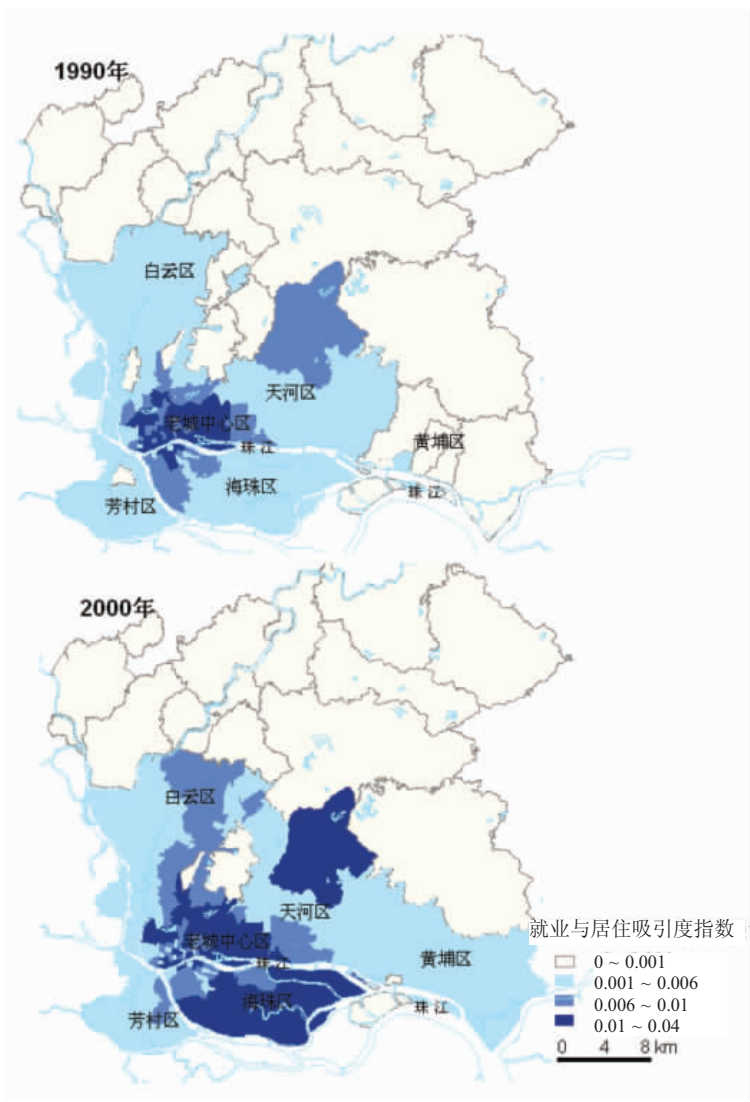 1990年
白云区
天河区
老城中心区
珠江
黄埔区
海珠区
珠江
芳村区
2000年
白云区
天河区
老城中心区
珠江
黄埔区
海珠区
珠江
芳村区
就业与居住吸引度指数
0 ~ 0.001
0.001 ~ 0.006
0.006 ~ 0.01
0.01 ~ 0.04
0 4 8 km